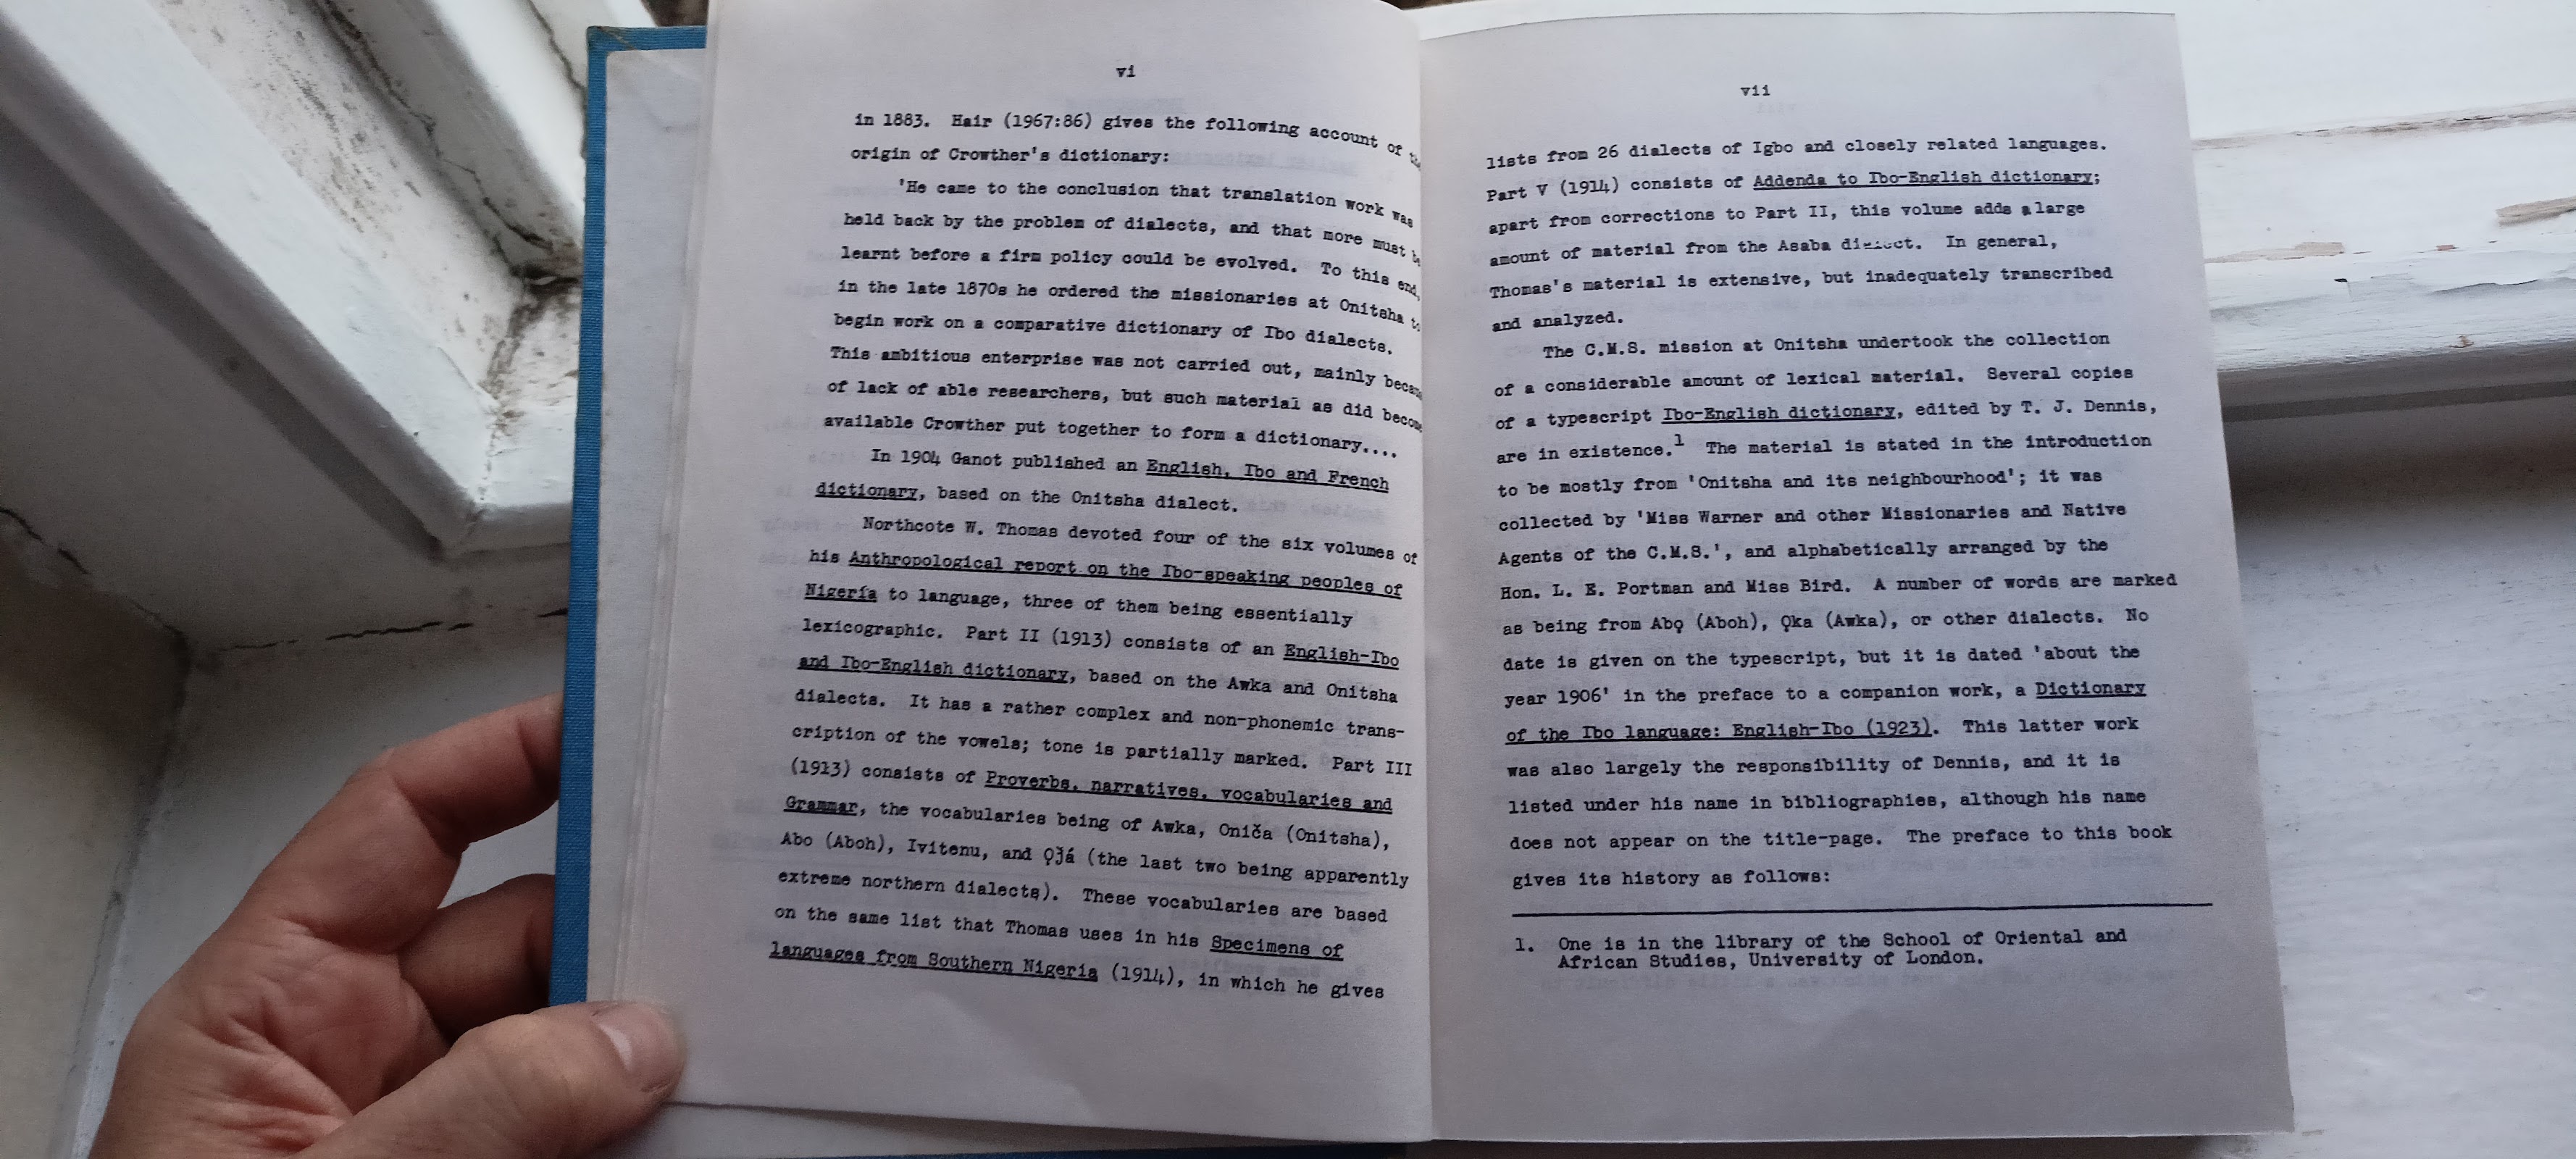 vi
in 1883. Hair (1967:86) gives the following account of
origin of Crowther's dictionary:
'He came to the conclusion that translation work was
held back by the problem of dialects, and that more must
learnt before a firm policy could be evolved. To this end,
in the late 1870s he ordered the missionaries at Onitsha
begin work on a comparative dictionary of Ibo dialects.
This ambitious enterprise was not carried out, mainly
of lack of able researchers, but such material as did become
available Crowther put together to form a dictionary....
In 1904 Ganot published an English, Ibo and French
dictionary, based on the Onitsha dialect.
Northcote W. Thomas devoted four of the six volumes of
his Anthropological report on the Ibo-speaking peoples of
Nigeria to language, three of them being essentially
lexicographic. Part II (1913) consists of an English-Ibo
and Ibo-English dictionary, based on the Awka and Onitsha
dialects. It has a rather complex and non-phonemic trans-
cription of the vowels; tone is partially marked. Part III
(1913) consists of Proverbs, narratives, vocabularies and
Grammar, the vocabularies being of Awka, Oniča (Onitsha),
Abo (Aboh), Ivitenu, and Ọǰá (the last two being apparently
extreme northern dialects). These vocabularies are based
on the same list that Thomas uses in his Specimens of
languages from Southern Nigeria (1914), in which he gives
vii
lists from 26 dialects of Igbo and closely related languages.
Part V (1914) consists of Addenda to Ibo-English dictionary;
apart from corrections to Part II, this volume adds a large
amount of material from the Asaba dialect. In general,
Thomas's material is extensive, but inadequately transcribed
and analyzed.
The C.M.S. mission at Onitsha undertook the collection
of a considerable amount of lexical material. Several copies
of a typescript Ibo-English dictionary, edited by T. J. Dennis,
are in existence.1 The material is stated in the introduction
to be mostly from 'Onitsha and its neighbourhood'; it was
collected by 'Miss Warner and other Missionaries and Native
Agents of the C.M.S.', and alphabetically arranged by the
Hon. L. E. Portman and Miss Bird. A number of words are marked
as being from Abọ (Aboh), Ọka (Awka), or other dialects. No
date is given on the typescript, but it is dated 'about the
year 1906' in the preface to a companion work, a Dictionary
of the Ibo language: English-Ibo (1923). This latter work
was also largely the responsibility of Dennis, and it is
listed under his name in bibliographies, although his name
does not appear on the title-page. The preface to this book
gives its history as follows:
1. One is in the library of the School of Oriental and
African Studies, University of London.